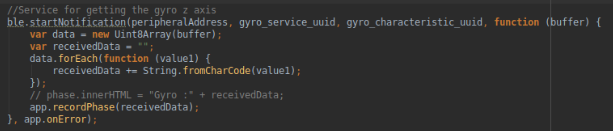 //Service for getting the gyro z axis
ble.startNotification(peripheralAddress, gyro_service_uuid, gyro_characteristic_uuid, function (buffer) {
    var data = new Uint8Array(buffer);
    var receivedData = "";
    data.forEach(function (value1) {
        receivedData += String.fromCharCode(value1);
    });
    // phase.innerHTML = "Gyro :" + receivedData;
    app.recordPhase(receivedData);
}, app.onError);